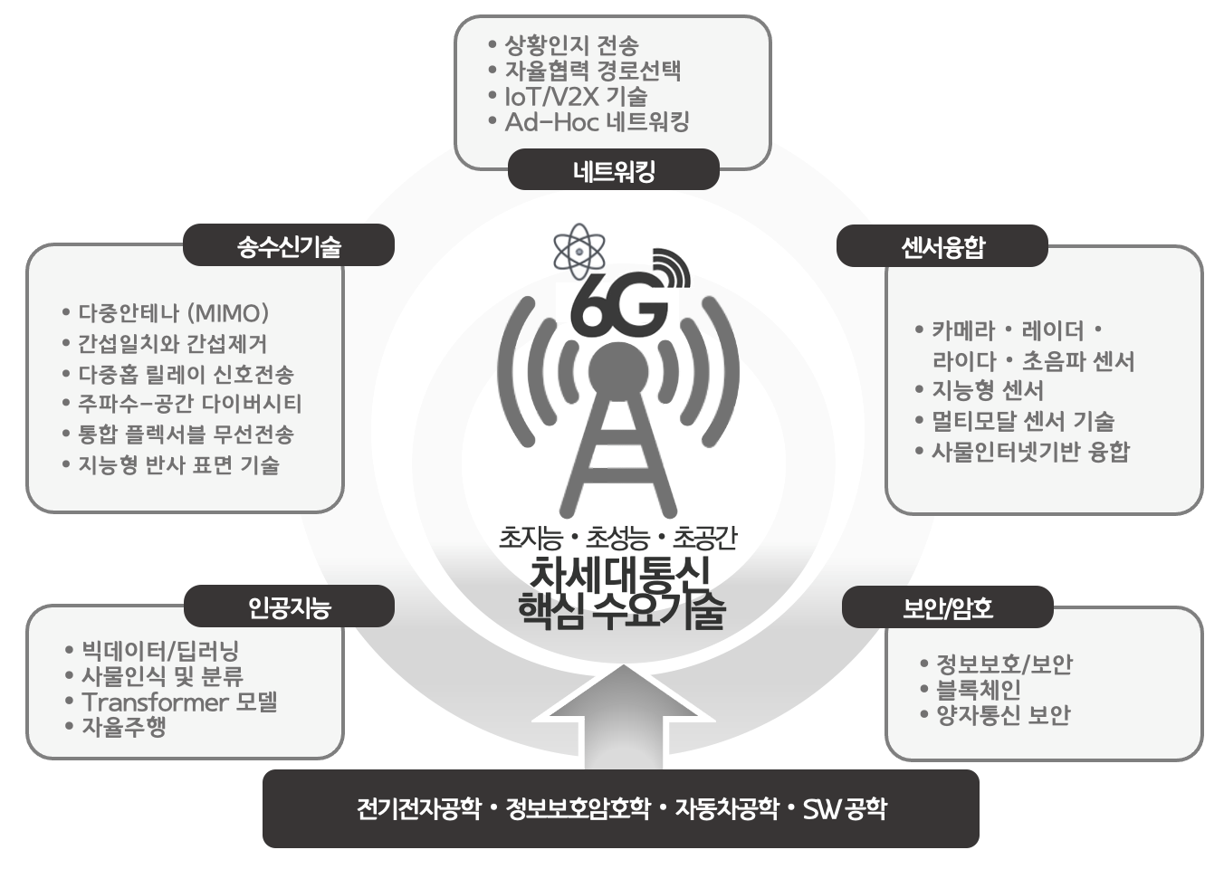 • 상황인지 전송
• 자율협력 경로선택
• IoT/V2X 기술
• Ad-Hoc 네트워킹
네트워킹
송수신기술
• 다중안테나 (MIMO)
• 간섭일치와 간섭제거
• 다중홉 릴레이 신호전송
• 주파수-공간 다이버시티
• 통합 플렉서블 무선전송
• 지능형 반사 표면 기술
센서융합
• 카메라・레이더・
라이다・초음파 센서
• 지능형 센서
• 멀티모달 센서 기술
• 사물인터넷기반 융합
6G
초지능・초성능・초공간
차세대통신
핵심 수요기술
인공지능
• 빅데이터/딥러닝
• 사물인식 및 분류
• Transformer 모델
• 자율주행
보안/암호
• 정보보호/보안
• 블록체인
• 양자통신 보안
전기전자공학・정보보호암호학・자동차공학・SW공학